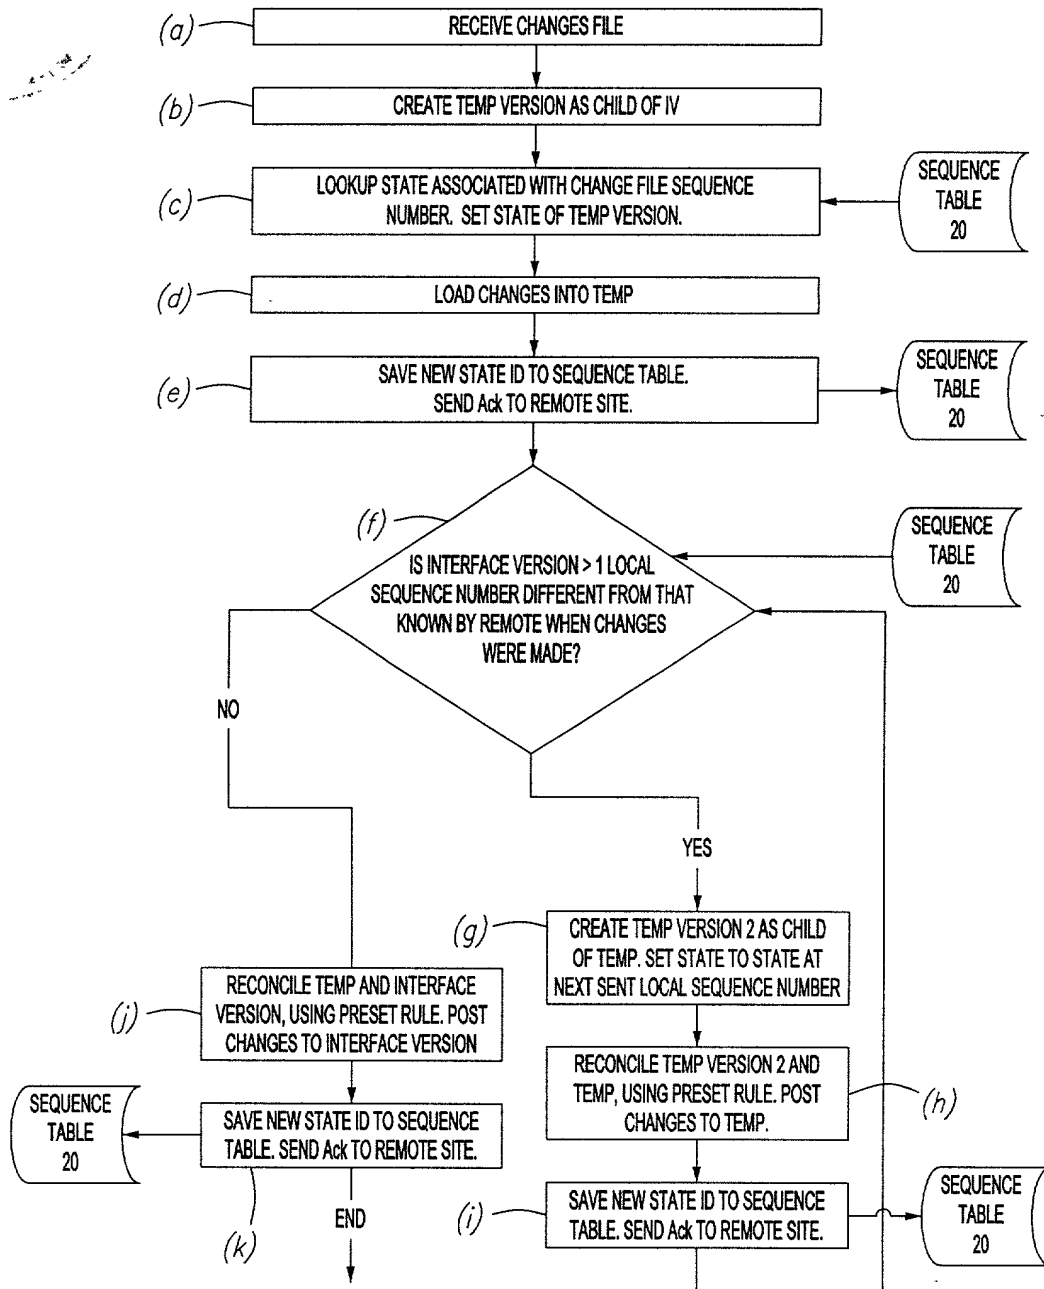 (a)
RECEIVE CHANGES FILE
(b)
CREATE TEMP VERSION AS CHILD OF IV
(c)
LOOKUP STATE ASSOCIATED WITH CHANGE FILE SEQUENCE
NUMBER. SET STATE OF TEMP VERSION.
SEQUENCE
TABLE
20
(d)
LOAD CHANGES INTO TEMP
(e)
SAVE NEW STATE ID TO SEQUENCE TABLE.
SEND Ack TO REMOTE SITE.
SEQUENCE
TABLE
20
(f)
IS INTERFACE VERSION > 1 LOCAL
SEQUENCE NUMBER DIFFERENT FROM THAT
KNOWN BY REMOTE WHEN CHANGES
WERE MADE?
SEQUENCE
TABLE
20
NO
YES
(g)
CREATE TEMP VERSION 2 AS CHILD
OF TEMP. SET STATE TO STATE AT
NEXT SENT LOCAL SEQUENCE NUMBER
(j)
RECONCILE TEMP AND INTERFACE
VERSION, USING PRESET RULE. POST
CHANGES TO INTERFACE VERSION
RECONCILE TEMP VERSION 2 AND
TEMP, USING PRESET RULE. POST
CHANGES TO TEMP.
(h)
SEQUENCE
TABLE
20
SAVE NEW STATE ID TO SEQUENCE
TABLE. SEND Ack TO REMOTE SITE.
(k)
END
(i)
SAVE NEW STATE ID TO SEQUENCE
TABLE. SEND Ack TO REMOTE SITE.
SEQUENCE
TABLE
20